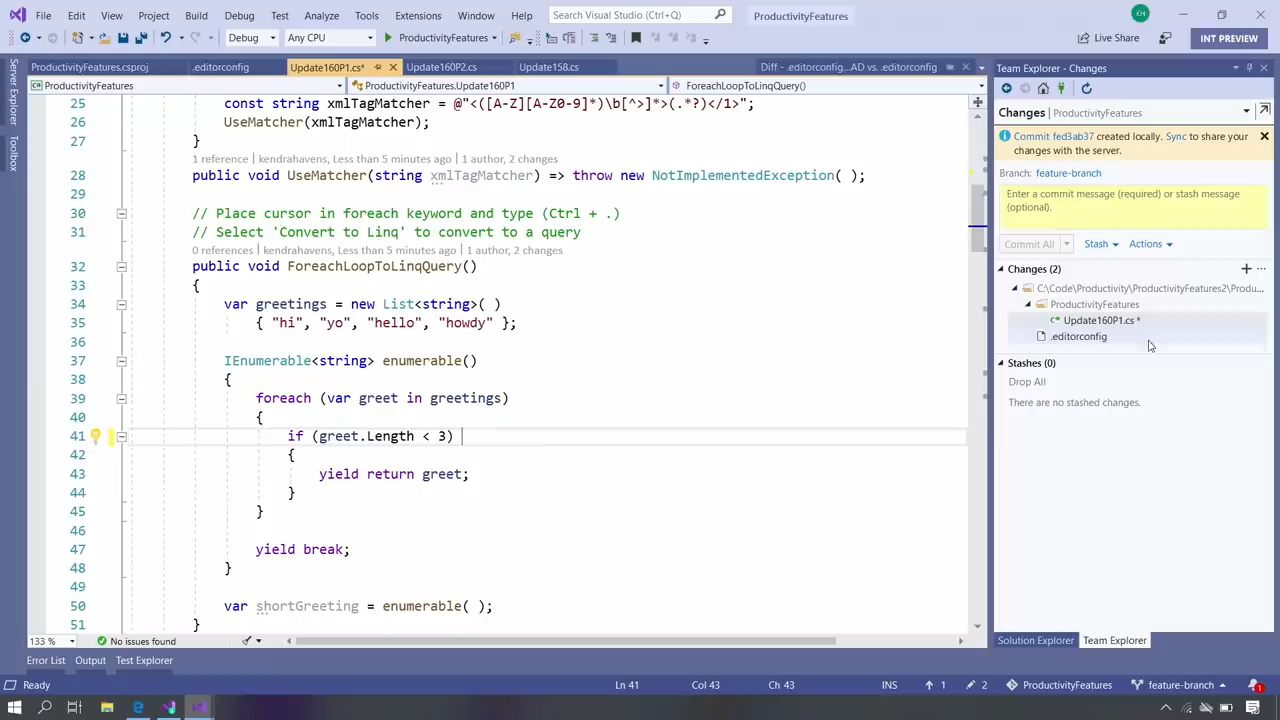 File Edit View Project Build Debug Test Analyze Tools Extensions Window Help Search Visual Studio (Ctrl+Q) ProductivityFeatures KH
Debug Any CPU ProductivityFeatures Live Share INT PREVIEW
ProductivityFeatures.csproj .editorconfig Update160P1.cs* Update160P2.cs Update158.cs Diff - .editorconfig...AD vs. .editorconfig
ProductivityFeatures ProductivityFeatures.Update160P1 ForeachLoopToLinqQuery()
Server Explorer
Toolbox
25 const string xmlTagMatcher = @"<([A-Z][A-Z0-9]*)\b[^>]*>(.*?)</1>";
26 UseMatcher(xmlTagMatcher);
27 }
1 reference | kendrahavens, Less than 5 minutes ago | 1 author, 2 changes
28 public void UseMatcher(string xmlTagMatcher) => throw new NotImplementedException( );
29
30 // Place cursor in foreach keyword and type (Ctrl + .)
31 // Select 'Convert to Linq' to convert to a query
0 references | kendrahavens, Less than 5 minutes ago | 1 author, 2 changes
32 public void ForeachLoopToLinqQuery()
33 {
34 var greetings = new List<string>( )
35 { "hi", "yo", "hello", "howdy" };
36
37 IEnumerable<string> enumerable()
38 {
39 foreach (var greet in greetings)
40 {
41 if (greet.Length < 3)
42 {
43 yield return greet;
44 }
45 }
46
47 yield break;
48 }
49
50 var shortGreeting = enumerable( );
51 }
133 % No issues found
Team Explorer - Changes
Changes | ProductivityFeatures
Commit fed3ab37 created locally. Sync to share your
changes with the server.
Branch: feature-branch
Enter a commit message (required) or stash message
(optional).
Commit All Stash Actions
Changes (2)
C:\Code\Productivity\ProductivityFeatures2\Produ...
ProductivityFeatures
Update160P1.cs *
.editorconfig
Stashes (0)
Drop All
There are no stashed changes.
Solution Explorer Team Explorer
Error List Output Test Explorer
Ready Ln 41 Col 43 Ch 43 INS 1 2 ProductivityFeatures feature-branch 1